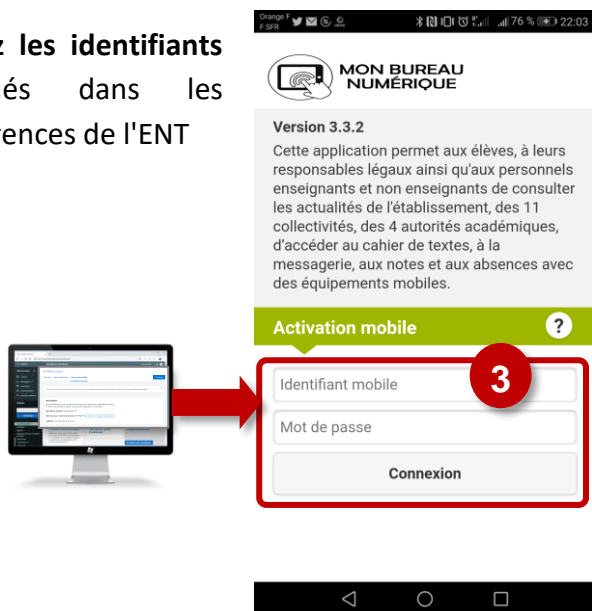 z les identifiants
nés dans les
rences de l'ENT
Orange F
F SFR
76 % 22:03
MON BUREAU
NUMÉRIQUE
Version 3.3.2
Cette application permet aux élèves, à leurs
responsables légaux ainsi qu'aux personnels
enseignants et non enseignants de consulter
les actualités de l'établissement, des 11
collectivités, des 4 autorités académiques,
d'accéder au cahier de textes, à la
messagerie, aux notes et aux absences avec
des équipements mobiles.
Activation mobile ?
3
Identifiant mobile
Mot de passe
Connexion